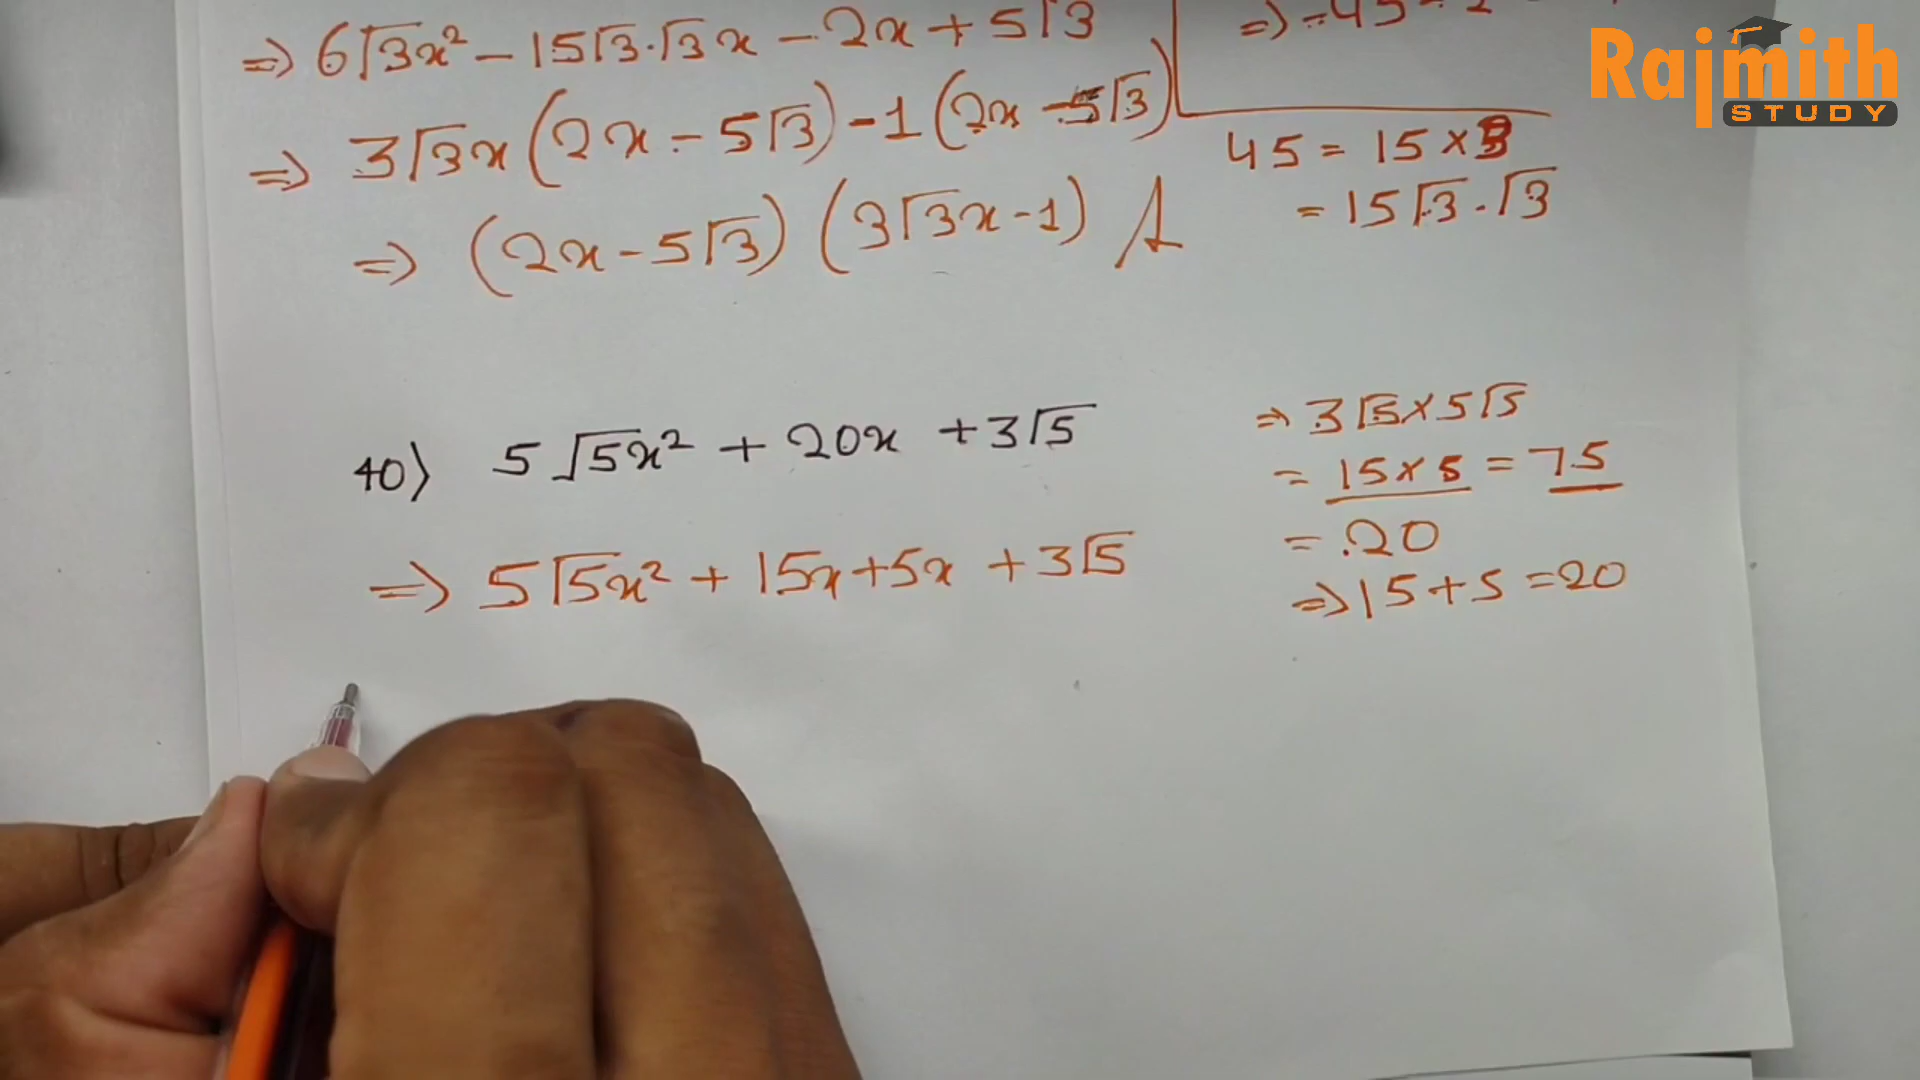 ⇒ 6√3x² - 15√3·√3x - 2x + 5√3
⇒ 3√3x(2x - 5√3) - 1(2x - 5√3)
⇒ (2x - 5√3) (3√3x - 1)
⇒ -45
45 = 15 × 3
= 15√3·√3
Rajmith
STUDY
40) 5√5x² + 20x + 3√5
⇒ 5√5x² + 15x + 5x + 3√5
⇒ 3√5 × 5√5
= 15 × 5 = 75
= 20
⇒ 15 + 5 = 20